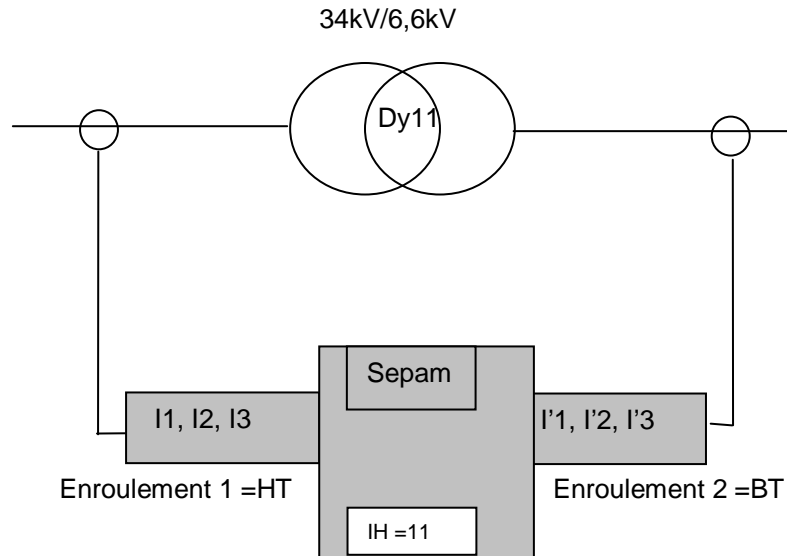 34kV/6,6kV
Dy11
Sepam
I1, I2, I3
I’1, I’2, I’3
Enroulement 1 =HT
Enroulement 2 =BT
IH =11